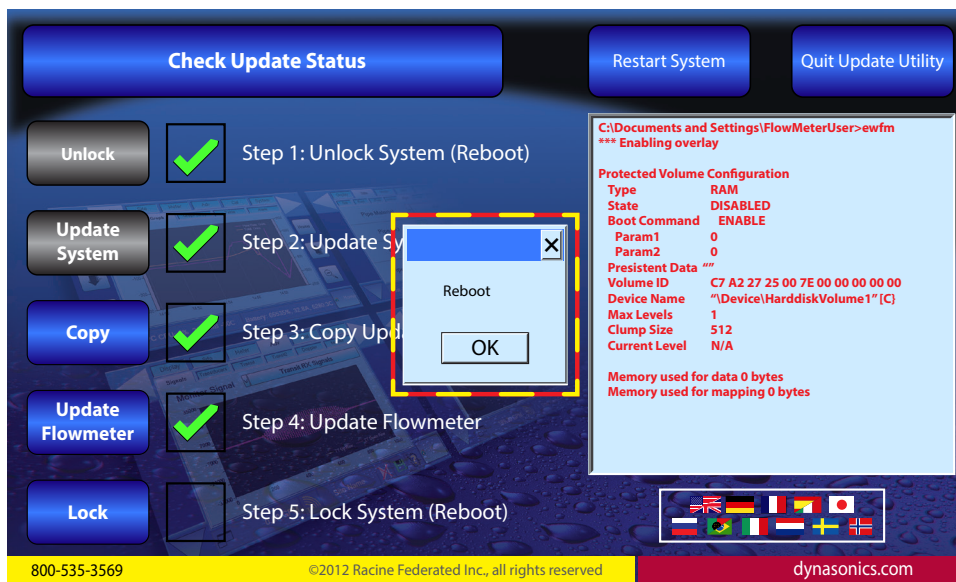 Check Update Status
Restart System
Quit Update Utility
Unlock
Step 1: Unlock System (Reboot)
Update
System
Step 2: Update Sy
Copy
Step 3: Copy Upd
Update
Flowmeter
Step 4: Update Flowmeter
Lock
Step 5: Lock System (Reboot)
Reboot
OK
C:\Documents and Settings\FlowMeterUser>ewfm
*** Enabling overlay
Protected Volume Configuration
Type RAM
State DISABLED
Boot Command ENABLE
Param1 0
Param2 0
Presistent Data “”
Volume ID C7 A2 27 25 00 7E 00 00 00 00 00
Device Name “\Device\HarddiskVolume1” [C}
Max Levels 1
Clump Size 512
Current Level N/A
Memory used for data 0 bytes
Memory used for mapping 0 bytes
800-535-3569
©2012 Racine Federated Inc., all rights reserved
dynasonics.com